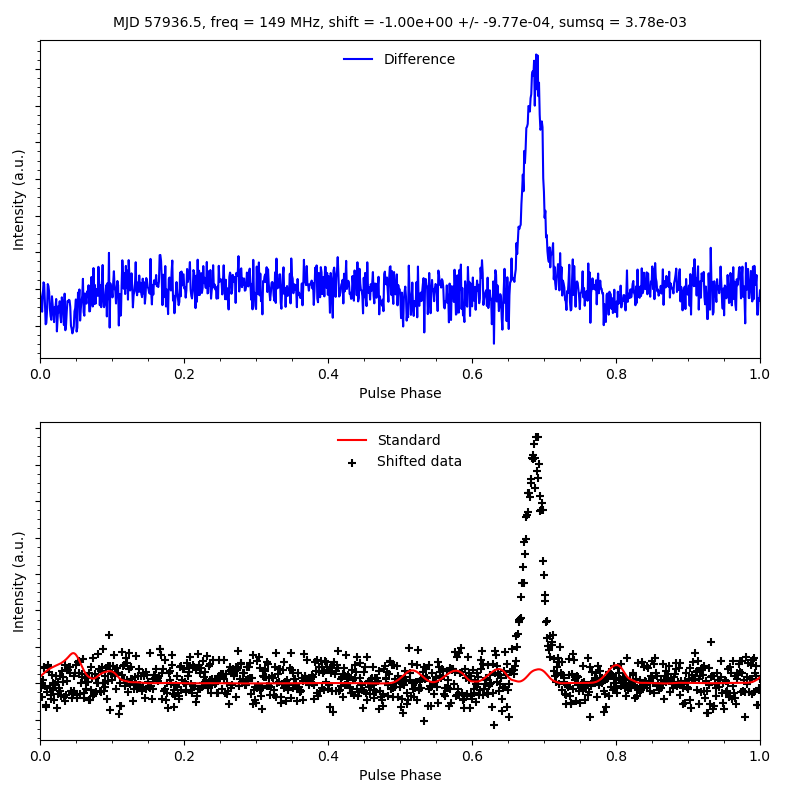 MJD 57936.5, freq = 149 MHz, shift = -1.00e+00 +/- -9.77e-04, sumsq = 3.78e-03
Difference
Intensity (a.u.)
0.0 0.2 0.4 0.6 0.8 1.0
Pulse Phase
Standard
Shifted data
Intensity (a.u.)
0.0 0.2 0.4 0.6 0.8 1.0
Pulse Phase